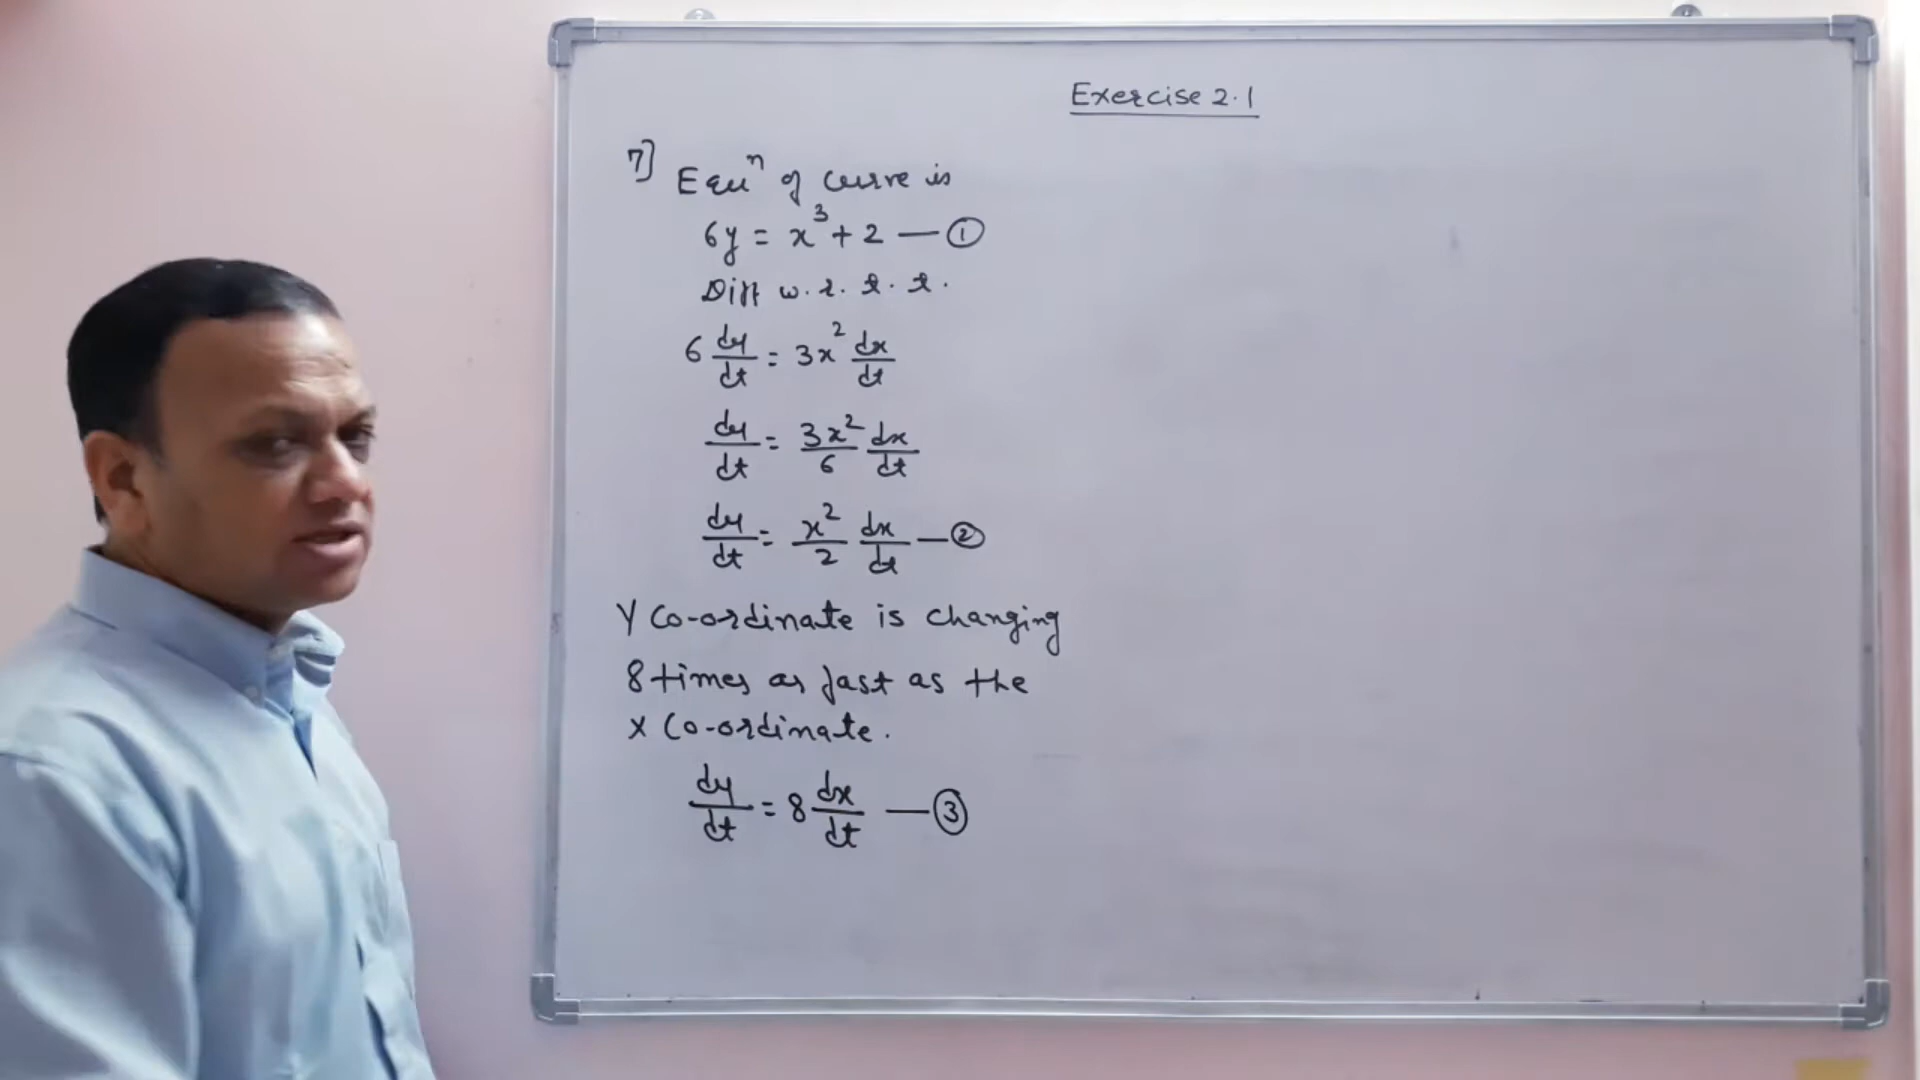 Exercise 2.1
7] Equⁿ of curve is
6y = x³ + 2 — ①
Diff w.r.t.t.
6 dy/dt = 3x² dx/dt
dy/dt = 3x²/6 dx/dt
dy/dt = x²/2 dx/dt — ②
Y Co-ordinate is changing
8 times as fast as the
X Co-ordinate.
dy/dt = 8 dx/dt — ③